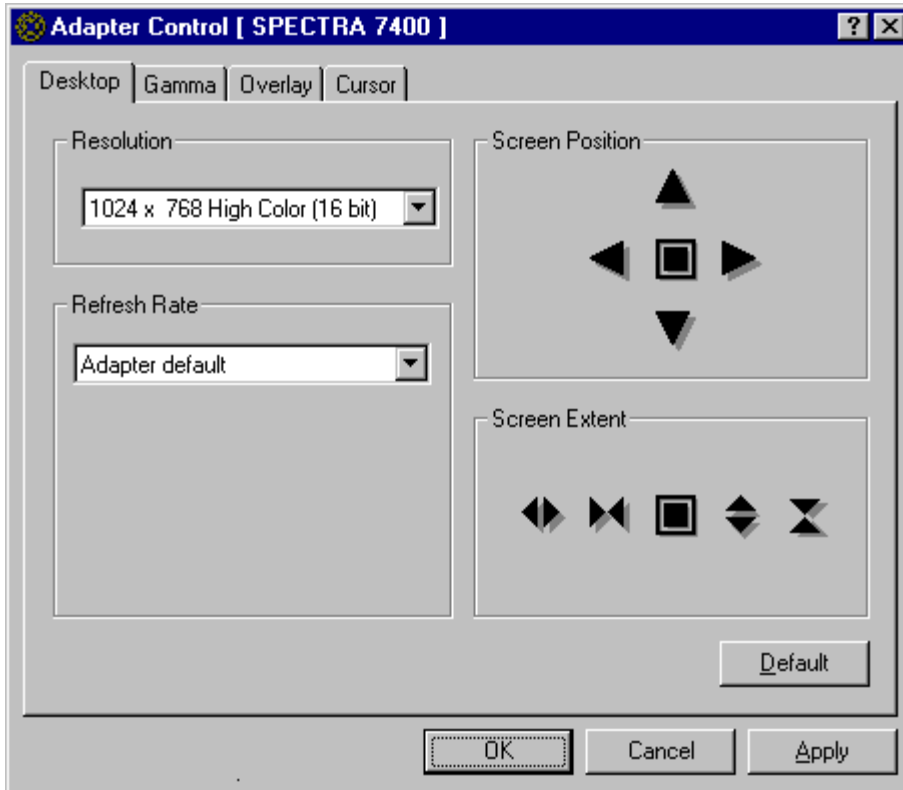 Adapter Control [ SPECTRA 7400 ]
Desktop Gamma Overlay Cursor
Resolution
1024 x  768 High Color (16 bit)
Refresh Rate
Adapter default
Screen Position
Screen Extent
Default
OK Cancel Apply